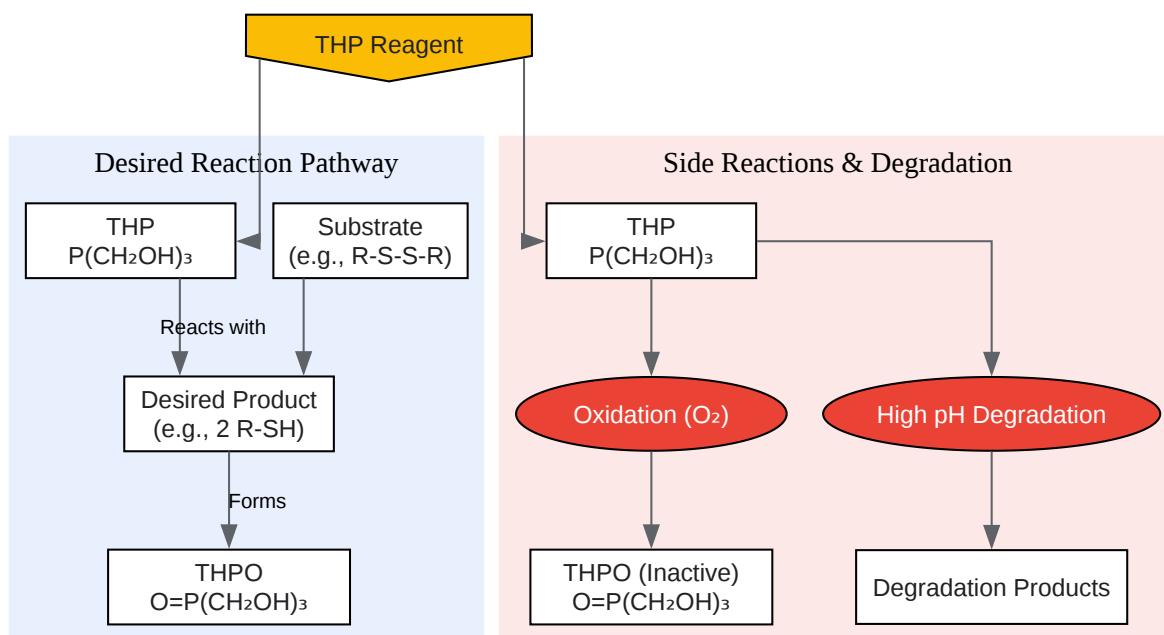 THP Reagent
Desired Reaction Pathway
THP
P(CH₂OH)₃
Substrate
(e.g., R-S-S-R)
Reacts with
Desired Product
(e.g., 2 R-SH)
Forms
THPO
O=P(CH₂OH)₃
Side Reactions & Degradation
THP
P(CH₂OH)₃
Oxidation (O₂)
High pH Degradation
THPO (Inactive)
O=P(CH₂OH)₃
Degradation Products